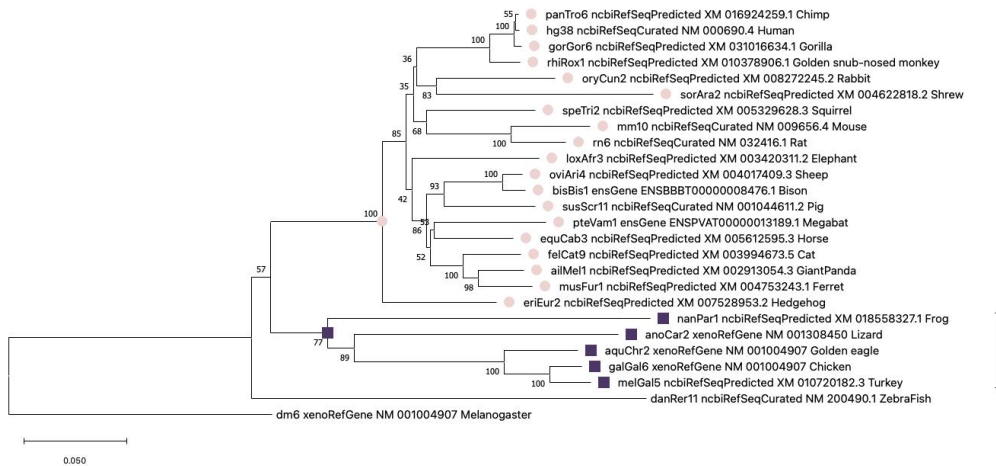 55
panTro6 ncbiRefSeqPredicted XM 016924259.1 Chimp
100
hg38 ncbiRefSeqCurated NM 000690.4 Human
100
gorGor6 ncbiRefSeqPredicted XM 031016634.1 Gorilla
36
rhiRox1 ncbiRefSeqPredicted XM 010378906.1 Golden snub-nosed monkey
35
oryCun2 ncbiRefSeqPredicted XM 008272245.2 Rabbit
83
sorAra2 ncbiRefSeqPredicted XM 004622818.2 Shrew
speTri2 ncbiRefSeqPredicted XM 005329628.3 Squirrel
85
68
mm10 ncbiRefSeqCurated NM 009656.4 Mouse
100
rn6 ncbiRefSeqCurated NM 032416.1 Rat
loxAfr3 ncbiRefSeqPredicted XM 003420311.2 Elephant
100
oviAri4 ncbiRefSeqPredicted XM 004017409.3 Sheep
93
bisBis1 ensGene ENSBBBT00000008476.1 Bison
42
susScr11 ncbiRefSeqCurated NM 001044611.2 Pig
100
53
pteVam1 ensGene ENSPVAT00000013189.1 Megabat
86
equCab3 ncbiRefSeqPredicted XM 005612595.3 Horse
52
felCat9 ncbiRefSeqPredicted XM 003994673.5 Cat
57
100
ailMel1 ncbiRefSeqPredicted XM 002913054.3 GiantPanda
98
musFur1 ncbiRefSeqPredicted XM 004753243.1 Ferret
eriEur2 ncbiRefSeqPredicted XM 007528953.2 Hedgehog
nanPar1 ncbiRefSeqPredicted XM 018558327.1 Frog
77
anoCar2 xenoRefGene NM 001308450 Lizard
89
aquChr2 xenoRefGene NM 001004907 Golden eagle
100
galGal6 xenoRefGene NM 001004907 Chicken
100
melGal5 ncbiRefSeqPredicted XM 010720182.3 Turkey
danRer11 ncbiRefSeqCurated NM 200490.1 ZebraFish
dm6 xenoRefGene NM 001004907 Melanogaster
0.050